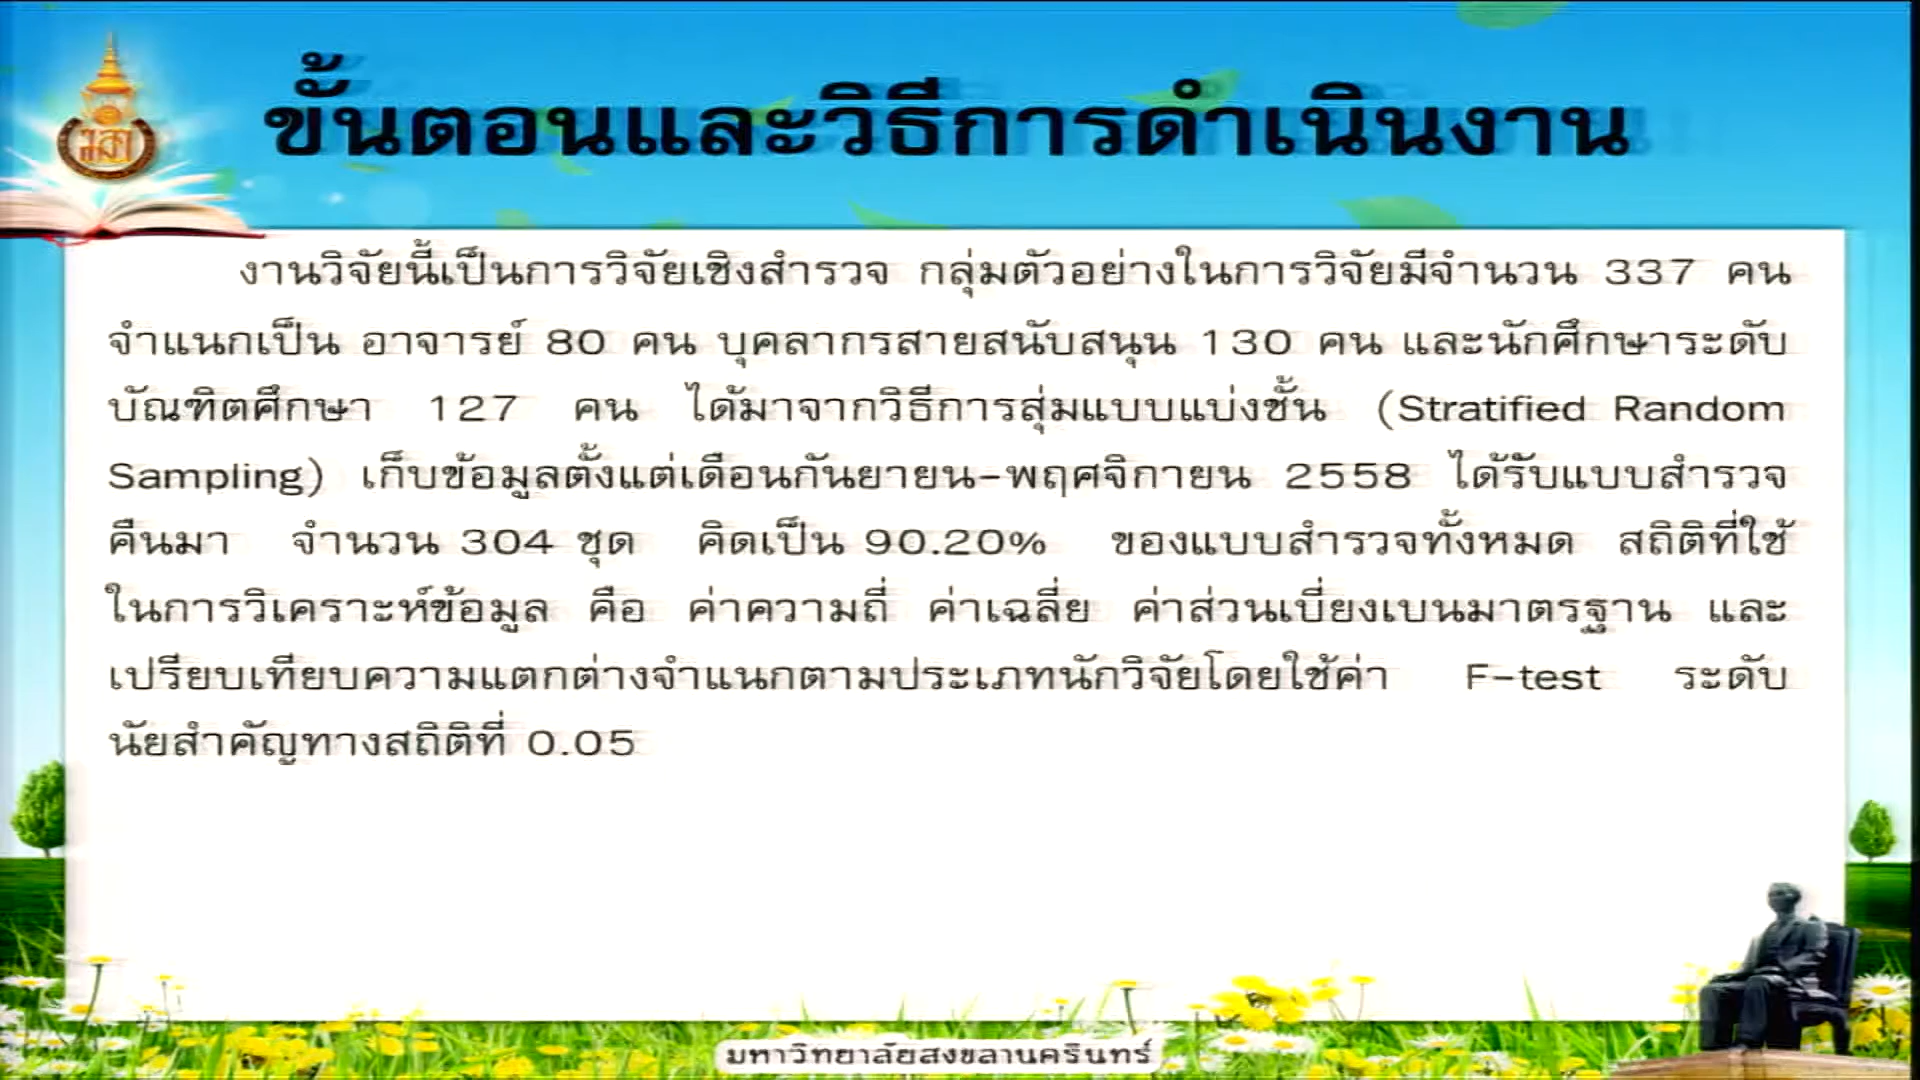 ขั้นตอนและวิธีการดำเนินงาน
งานวิจัยนี้เป็นการวิจัยเชิงสำรวจ กลุ่มตัวอย่างในการวิจัยมีจำนวน 337 คน
จำแนกเป็น อาจารย์ 80 คน บุคลากรสายสนับสนุน 130 คน และนักศึกษาระดับ
บัณฑิตศึกษา 127 คน ได้มาจากวิธีการสุ่มแบบแบ่งชั้น (Stratified Random
Sampling) เก็บข้อมูลตั้งแต่เดือนกันยายน-พฤศจิกายน 2558 ได้รับแบบสำรวจ
คืนมา จำนวน 304 ชุด คิดเป็น 90.20% ของแบบสำรวจทั้งหมด สถิติที่ใช้
ในการวิเคราะห์ข้อมูล คือ ค่าความถี่ ค่าเฉลี่ย ค่าส่วนเบี่ยงเบนมาตรฐาน และ
เปรียบเทียบความแตกต่างจำแนกตามประเภทนักวิจัยโดยใช้ค่า F-test ระดับ
นัยสำคัญทางสถิติที่ 0.05
มหาวิทยาลัยสงขลานครินทร์